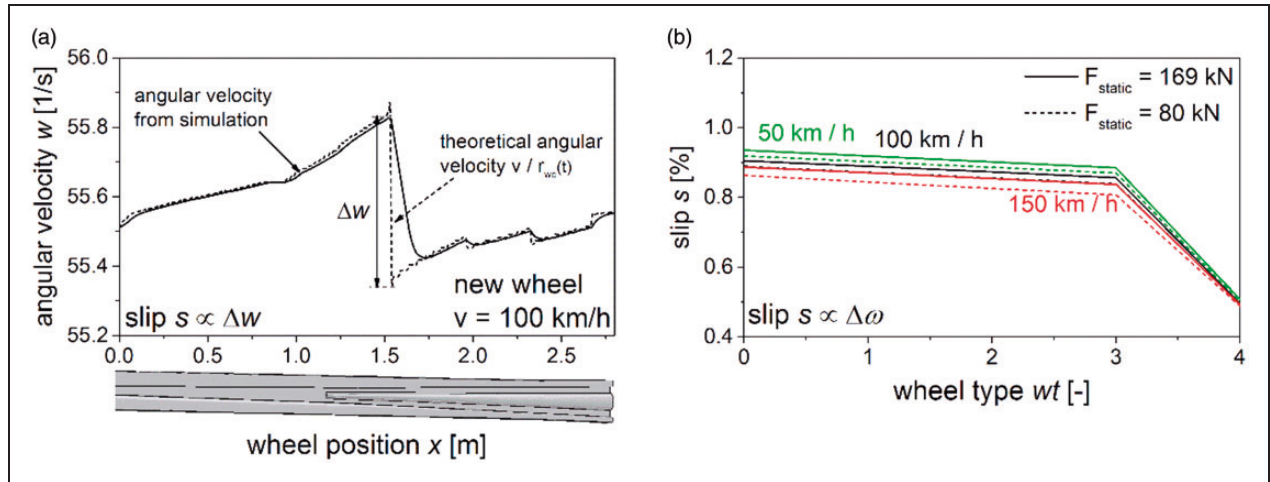 (a)
56.0
55.8
55.6
55.4
55.2
angular velocity w [1/s]
angular velocity
from simulation
theoretical angular
velocity v / r_wc(t)
Δw
new wheel
v = 100 km/h
slip s ∝ Δw
0.0 0.5 1.0 1.5 2.0 2.5
wheel position x [m]
(b)
1.2
1.0
0.8
0.6
0.4
slip s [%]
F_static = 169 kN
F_static = 80 kN
50 km / h
100 km / h
150 km / h
slip s ∝ Δω
0 1 2 3 4
wheel type wt [-]